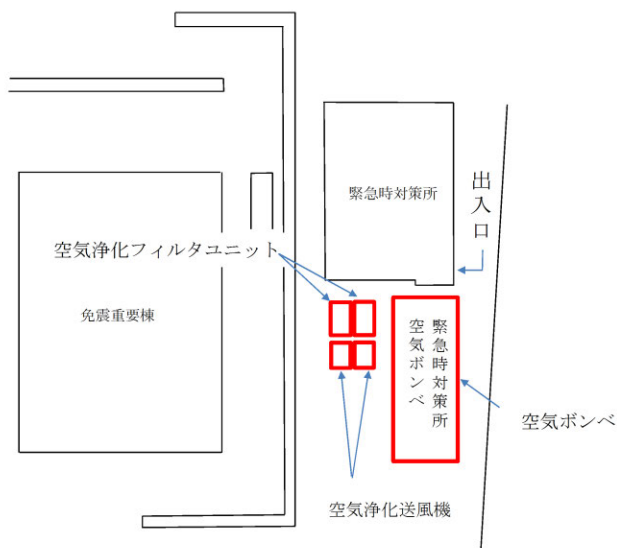 緊急時対策所
出入口
空気浄化フィルタユニット
免震重要棟
緊急時対策所
空気ボンベ
空気ボンベ
空気浄化送風機